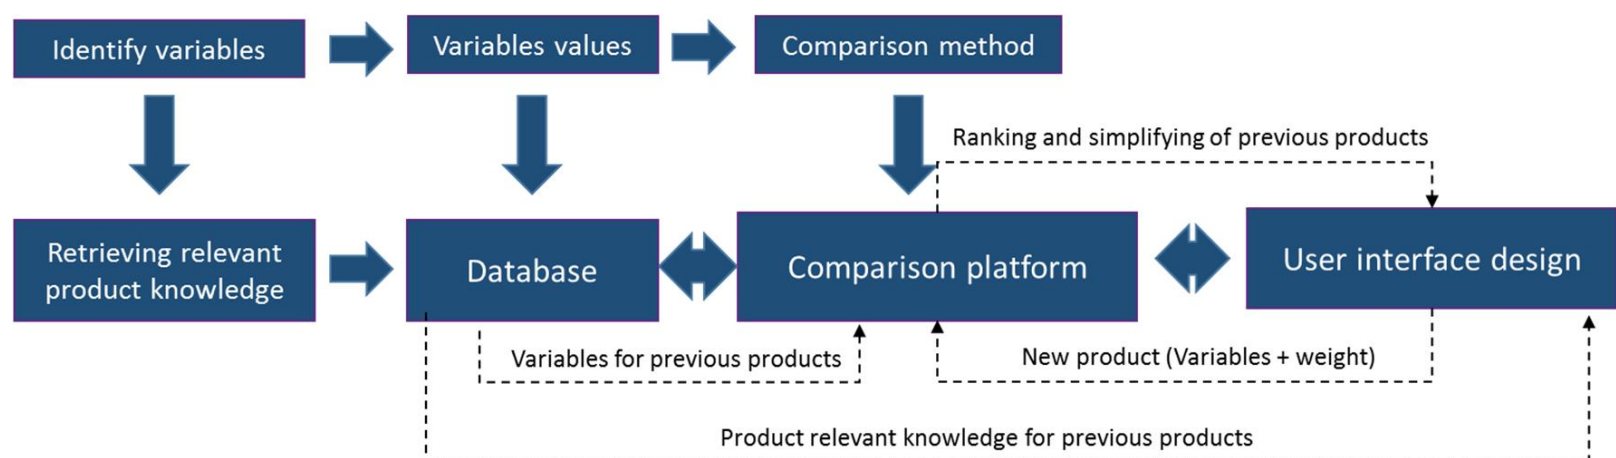 Identify variables
Variables values
Comparison method
Ranking and simplifying of previous products
Retrieving relevant
product knowledge
Database
Comparison platform
User interface design
Variables for previous products
New product (Variables + weight)
Product relevant knowledge for previous products